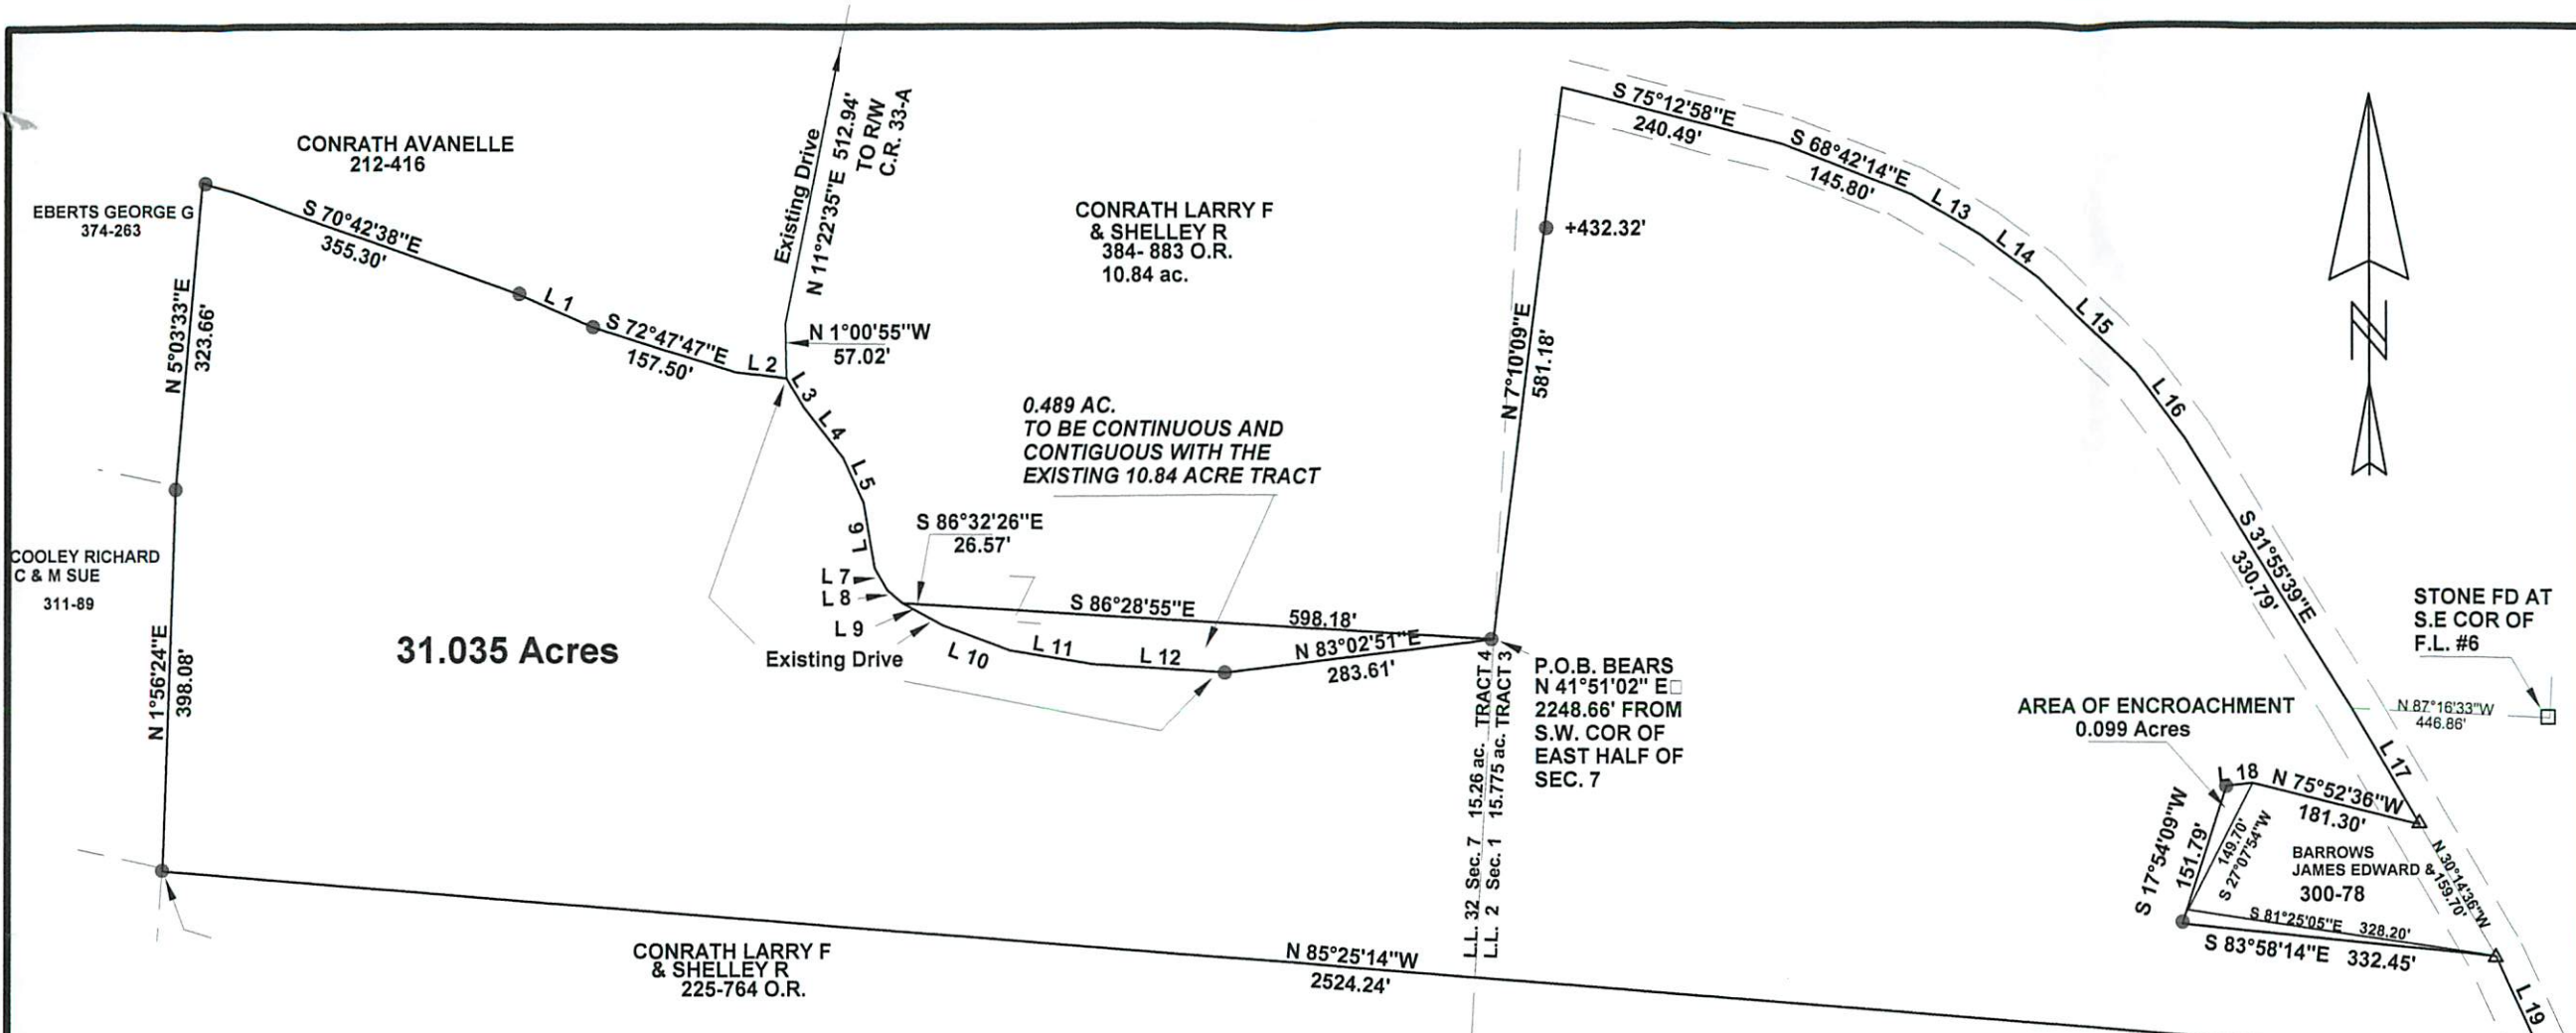 CONRATH AVANELLE
212-416
EBERTS GEORGE G
374-263
S 70°42'38"E
355.30'
N 5°03'33"E
323.66'
L 1
S 72°47'47"E
157.50'
L 2
Existing Drive
N 11°22'35"E 512.94'
TO R/W
C.R. 33-A
N 1°00'55"W
57.02'
L 3
L 4
L 5
L 6
L 7
L 8
L 9
L 10
L 11
L 12
Existing Drive
CONRATH LARRY F
& SHELLEY R
384- 883 O.R.
10.84 ac.
0.489 AC.
TO BE CONTINUOUS AND
CONTIGUOUS WITH THE
EXISTING 10.84 ACRE TRACT
S 86°32'26"E
26.57'
S 86°28'55"E
598.18'
N 83°02'51"E
283.61'
COOLEY RICHARD
C & M SUE
311-89
N 1°56'24"E
398.08'
31.035 Acres
CONRATH LARRY F
& SHELLEY R
225-764 O.R.
N 85°25'14"W
2524.24'
L.L. 32 Sec. 7 15.26 ac. TRACT 4
L.L. 2 Sec. 1 15.775 ac. TRACT 3
P.O.B. BEARS
N 41°51'02" E□
2248.66' FROM
S.W. COR OF
EAST HALF OF
SEC. 7
N 7°10'09"E
581.18'
+432.32'
S 75°12'58"E
240.49'
S 68°42'14"E
145.80'
L 13
L 14
L 15
L 16
S 31°55'39"E
330.79'
L 17
N
STONE FD AT
S.E COR OF
F.L. #6
N 87°16'33"W
446.86'
AREA OF ENCROACHMENT
0.099 Acres
L 18
N 75°52'36"W
181.30'
S 17°54'09"W
151.79'
149.70'
S 27°07'54"W
BARROWS
JAMES EDWARD &
300-78
N 30°14'36"W
159.70'
S 81°25'05"E 328.20'
S 83°58'14"E 332.45'
L 19